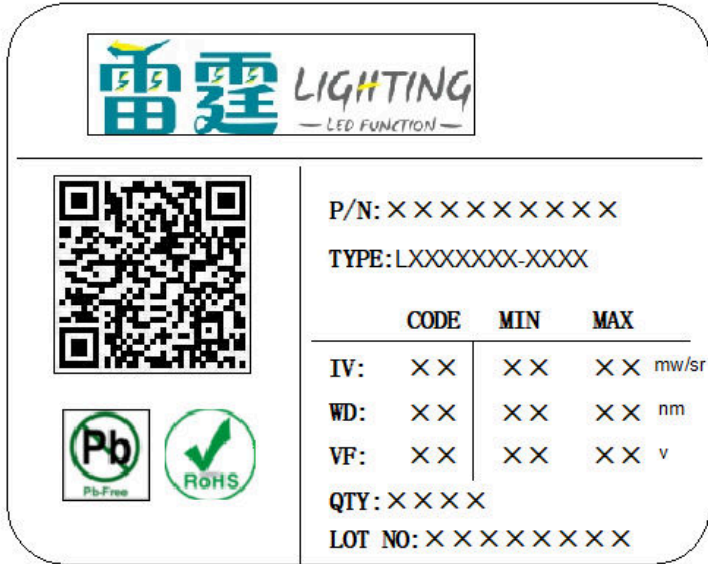 雷霆 LIGHTING
LED FUNCTION
P/N:×××××××××
TYPE:LXXXXXXX-XXXX
CODE MIN MAX
IV: ×× ×× ×× mw/sr
WD: ×× ×× ×× nm
VF: ×× ×× ×× v
QTY:××××
LOT NO:××××××××
Pb
Pb-Free
RoHS